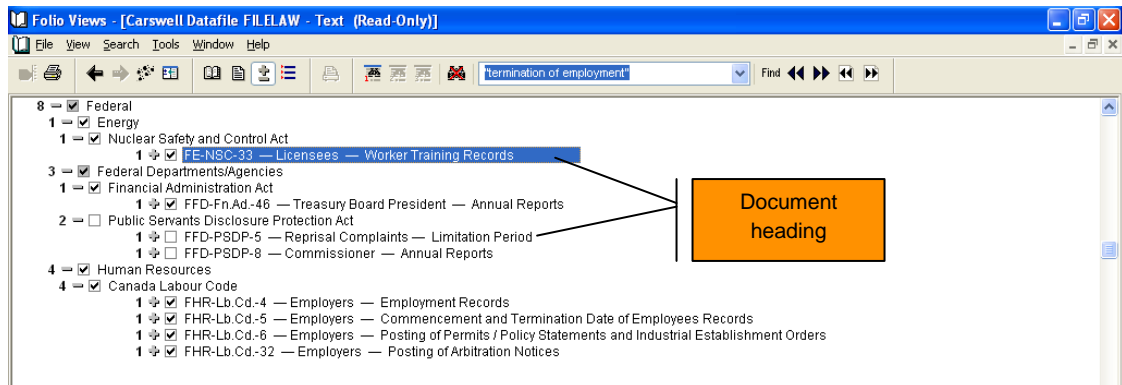 Folio Views - [Carswell Datafile FILELAW - Text (Read-Only)]
File View Search Tools Window Help
"termination of employment" Find
8 Federal
1 Energy
1 Nuclear Safety and Control Act
1 FE-NSC-33 — Licensees — Worker Training Records
3 Federal Departments/Agencies
1 Financial Administration Act
1 FFD-Fn.Ad.-46 — Treasury Board President — Annual Reports
2 Public Servants Disclosure Protection Act
1 FFD-PSDP-5 — Reprisal Complaints — Limitation Period
1 FFD-PSDP-8 — Commissioner — Annual Reports
4 Human Resources
4 Canada Labour Code
1 FHR-Lb.Cd.-4 — Employers — Employment Records
1 FHR-Lb.Cd.-5 — Employers — Commencement and Termination Date of Employees Records
1 FHR-Lb.Cd.-6 — Employers — Posting of Permits / Policy Statements and Industrial Establishment Orders
1 FHR-Lb.Cd.-32 — Employers — Posting of Arbitration Notices
Document
heading